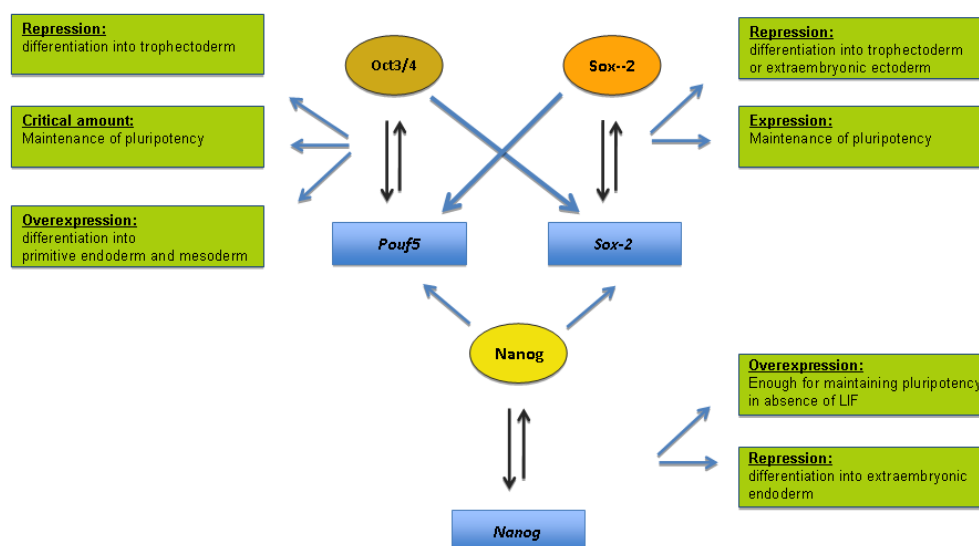 Repression:
differentiation into trophectoderm
Critical amount:
Maintenance of pluripotency
Overexpression:
differentiation into
primitive endoderm and mesoderm
Oct3/4
Sox--2
Pouf5
Sox-2
Nanog
Nanog
Repression:
differentiation into trophectoderm
or extraembryonic ectoderm
Expression:
Maintenance of pluripotency
Overexpression:
Enough for maintaining pluripotency
in absence of LIF
Repression:
differentiation into extraembryonic
endoderm